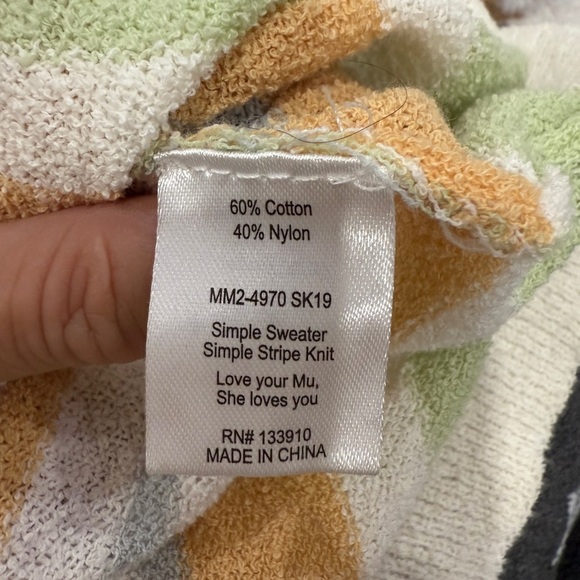 60% Cotton
40% Nylon
MM2-4970 SK19
Simple Sweater
Simple Stripe Knit
Love your Mu,
She loves you
RN# 133910
MADE IN CHINA